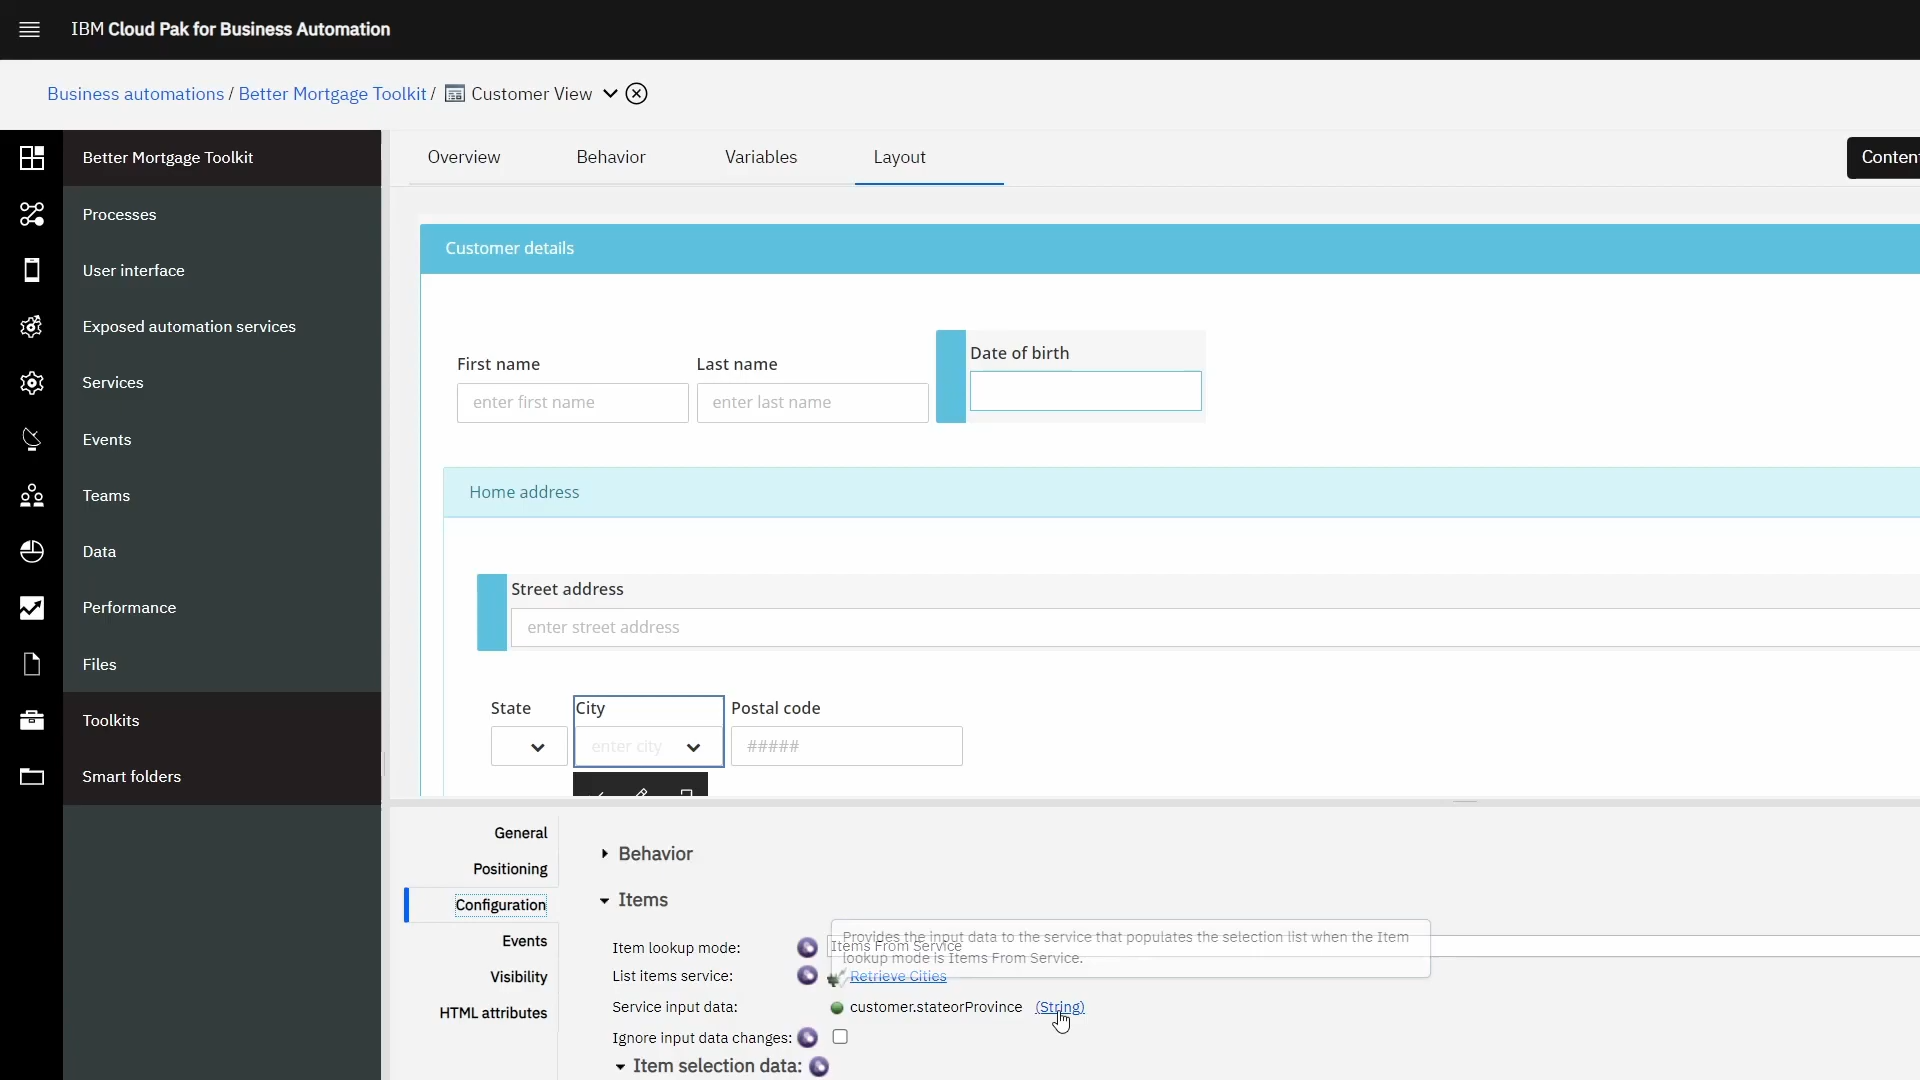 IBM Cloud Pak for Business Automation
Business automations / Better Mortgage Toolkit / Customer View
Better Mortgage Toolkit
Processes
User interface
Exposed automation services
Services
Events
Teams
Data
Performance
Files
Toolkits
Smart folders
Overview Behavior Variables Layout
Conten
Customer details
First name Last name Date of birth
enter first name enter last name
Home address
Street address
enter street address
State City Postal code
enter city #####
General
Positioning
Configuration
Events
Visibility
HTML attributes
Behavior
Items
Provides the input data to the service that populates the selection list when the Item
lookup mode is Items From Service.
Item lookup mode: Items From Service
List items service: Retrieve Cities
Service input data: customer.stateorProvince (String)
Ignore input data changes:
Item selection data: